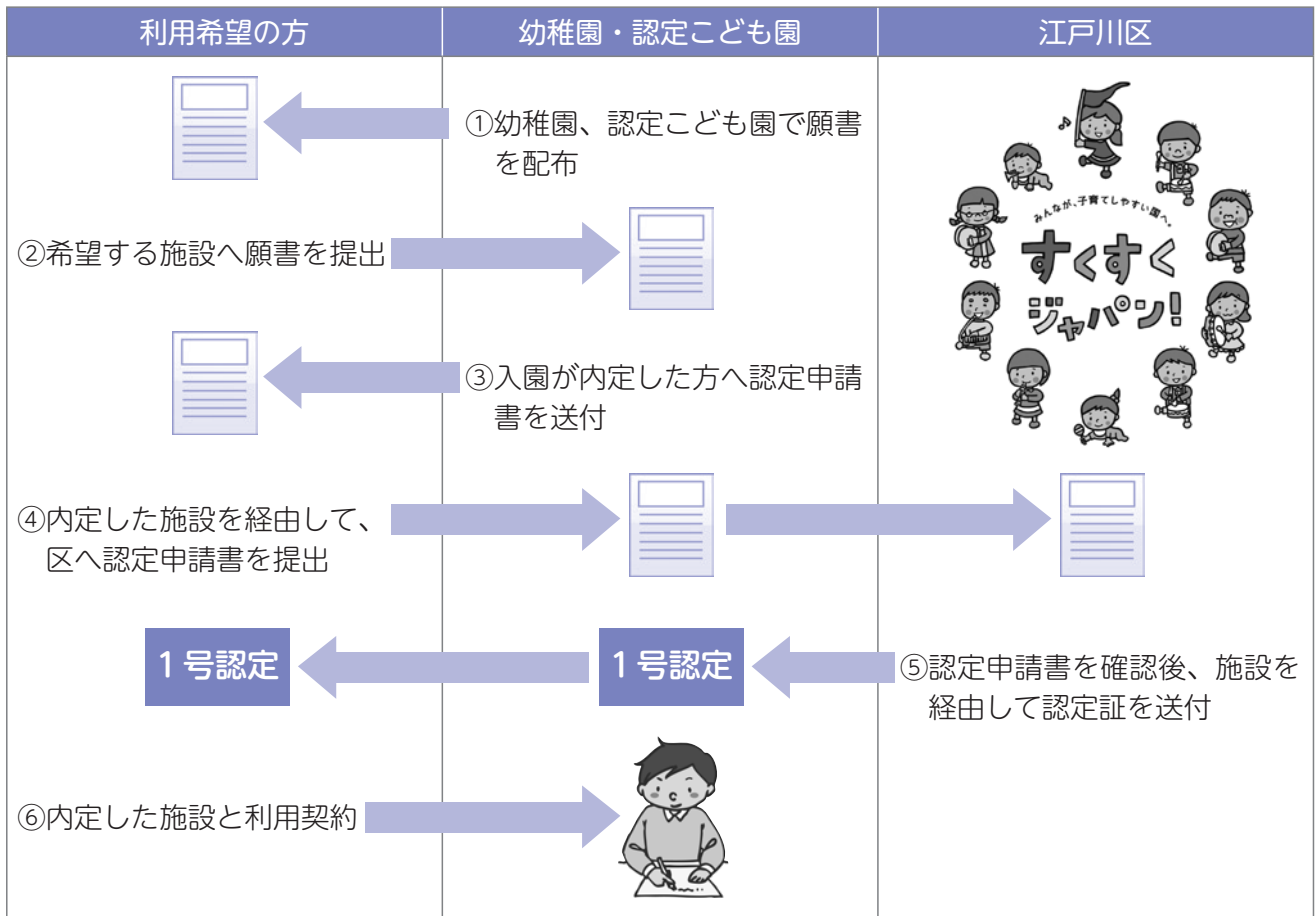 利用希望の方
幼稚園・認定こども園
江戸川区
①幼稚園、認定こども園で願書
を配布
みんなが、子育てしやすい国へ。
すくすく
ジャパン!
②希望する施設へ願書を提出
③入園が内定した方へ認定申請
書を送付
④内定した施設を経由して、
区へ認定申請書を提出
1号認定
1号認定
⑤認定申請書を確認後、施設を
経由して認定証を送付
⑥内定した施設と利用契約